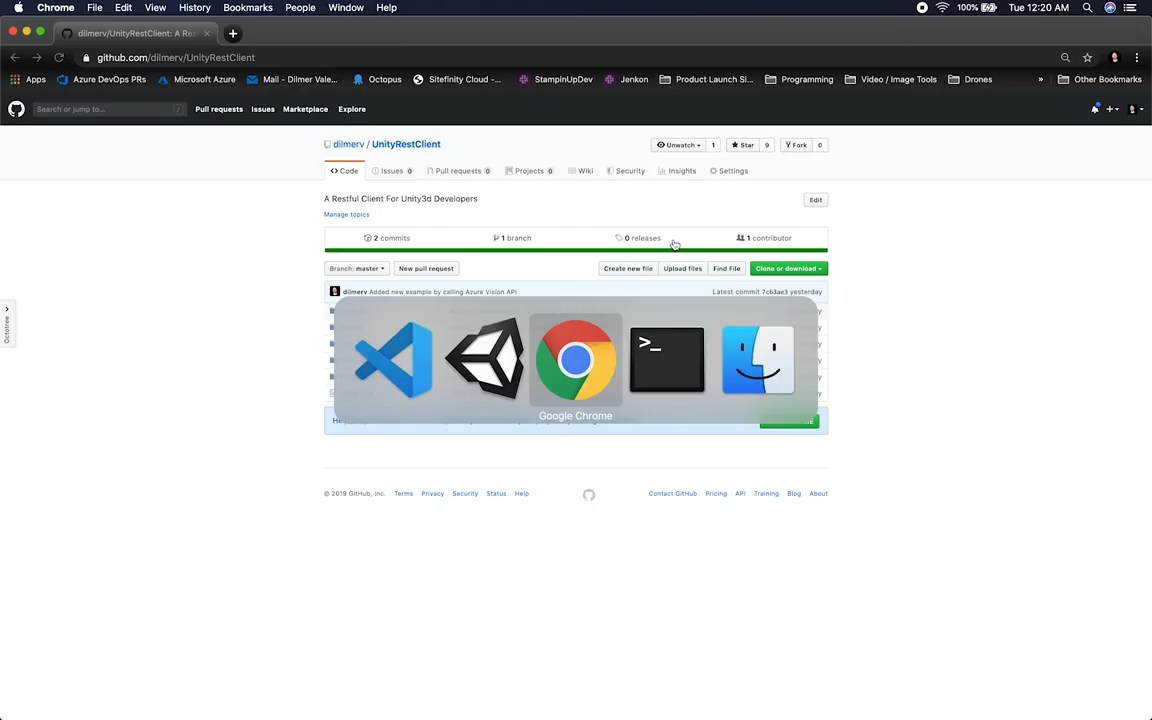 Chrome File Edit View History Bookmarks People Window Help 100% Tue 12:20 AM
dilmerv/UnityRestClient: A Res
github.com/dilmerv/UnityRestClient
Apps Azure DevOps PRs Microsoft Azure Mail - Dilmer Vale... Octopus Sitefinity Cloud -... StampinUpDev Jenkon Product Launch Si... Programming Video / Image Tools Drones » Other Bookmarks
Search or jump to... / Pull requests Issues Marketplace Explore
dilmerv / UnityRestClient Unwatch 1 Star 9 Fork 0
Code Issues 0 Pull requests 0 Projects 0 Wiki Security Insights Settings
A Restful Client For Unity3d Developers Edit
Manage topics
2 commits 1 branch 0 releases 1 contributor
Branch: master New pull request Create new file Upload files Find File Clone or download
dilmerv Added new example by calling Azure Vision API Latest commit 7c63ae3 yesterday
Octotree
>_
Google Chrome
© 2019 GitHub, Inc. Terms Privacy Security Status Help Contact GitHub Pricing API Training Blog About